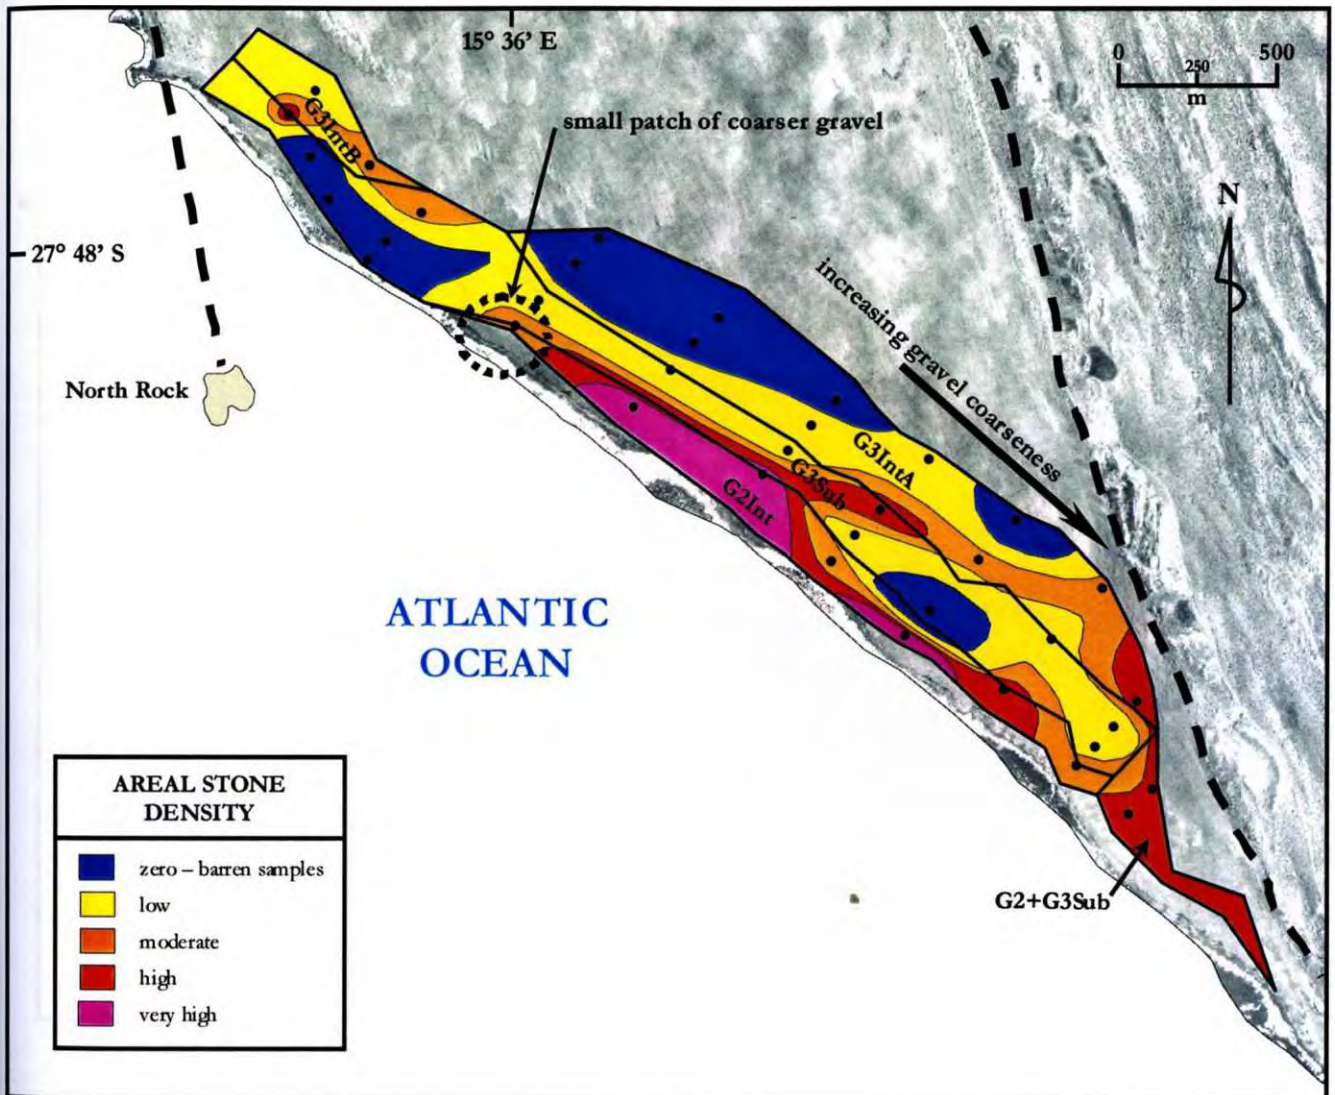 15° 36' E
0 250 500
m
small patch of coarser gravel
G3IntB
N
27° 48' S
increasing gravel coarseness
North Rock
G3IntA
G3Sub
G2Int
ATLANTIC
OCEAN
AREAL STONE
DENSITY
zero – barren samples
low
moderate
high
very high
G2+G3Sub